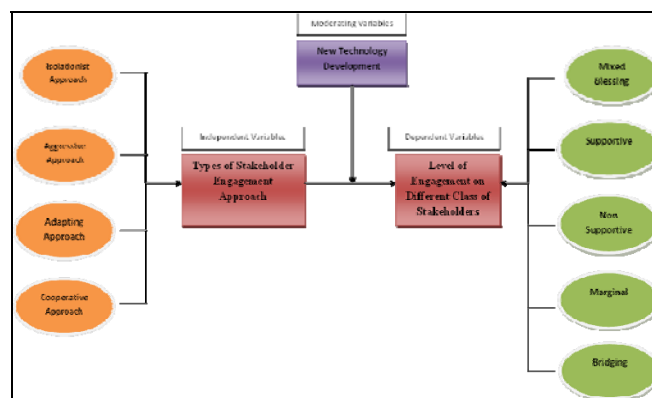 Moderating Variables
New Technology
Development
Isolationist
Approach
Aggressive
Approach
Adapting
Approach
Cooperative
Approach
Independent Variables
Types of Stakeholder
Engagement
Approach
Dependent Variables
Level of
Engagement on
Different Class of
Stakeholders
Mixed
Blessing
Supportive
Non
Supportive
Marginal
Bridging